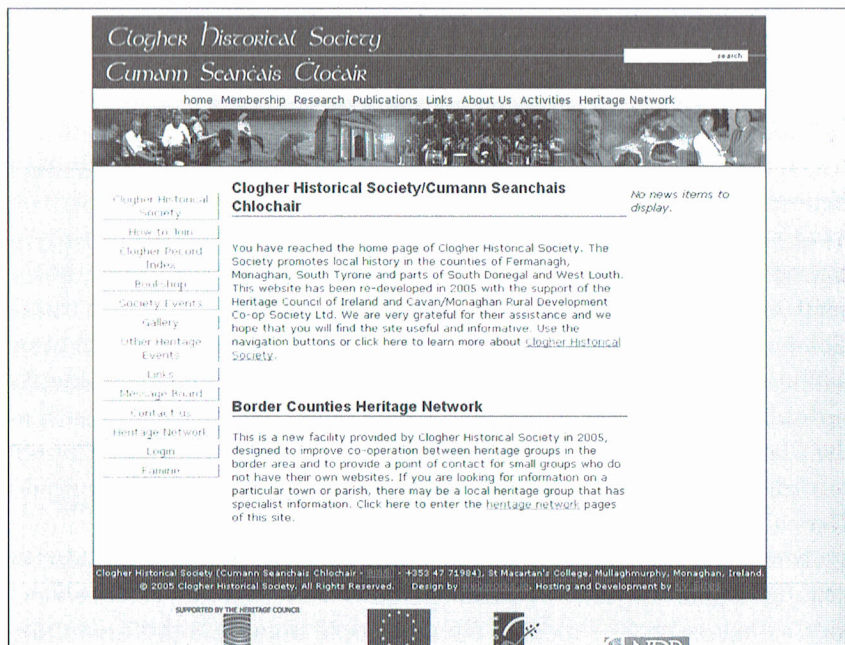 Clogher Historical Society
Cumann Seanċais Ċloċair
search
home Membership Research Publications Links About Us Activities Heritage Network
Clogher Historical
Society
How to Join
Clogher Record
Index
Bookshop
Society Events
Gallery
Other Heritage
Events
Links
Message Board
Contact us
Heritage Network
Login
Famine
Clogher Historical Society/Cumann Seanchais
Chlochair
You have reached the home page of Clogher Historical Society. The
Society promotes local history in the counties of Fermanagh,
Monaghan, South Tyrone and parts of South Donegal and West Louth.
This website has been re-developed in 2005 with the support of the
Heritage Council of Ireland and Cavan/Monaghan Rural Development
Co-op Society Ltd. We are very grateful for their assistance and we
hope that you will find the site useful and informative. Use the
navigation buttons or click here to learn more about Clogher Historical
Society.
Border Counties Heritage Network
This is a new facility provided by Clogher Historical Society in 2005,
designed to improve co-operation between heritage groups in the
border area and to provide a point of contact for small groups who do
not have their own websites. If you are looking for information on a
particular town or parish, there may be a local heritage group that has
specialist information. Click here to enter the heritage network pages
of this site.
No news items to
display.
Clogher Historical Society (Cumann Seanchais Chlochair - - +353 47 71984), St Macartan's College, Mullaghmurphy, Monaghan, Ireland.
© 2005 Clogher Historical Society, All Rights Reserved. Design by Hosting and Development by
SUPPORTED BY THE HERITAGE COUNCIL
NDP